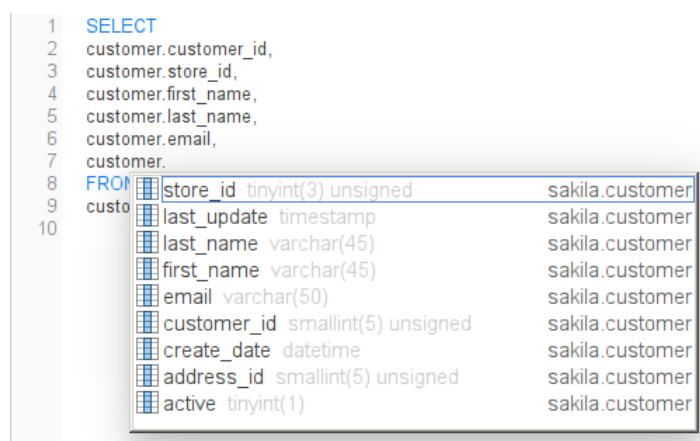 1 SELECT
2 customer.customer_id,
3 customer.store_id,
4 customer.first_name,
5 customer.last_name,
6 customer.email,
7 customer.
8 FROM
9 custo
10
store_id tinyint(3) unsigned sakila.customer
last_update timestamp sakila.customer
last_name varchar(45) sakila.customer
first_name varchar(45) sakila.customer
email varchar(50) sakila.customer
customer_id smallint(5) unsigned sakila.customer
create_date datetime sakila.customer
address_id smallint(5) unsigned sakila.customer
active tinyint(1) sakila.customer